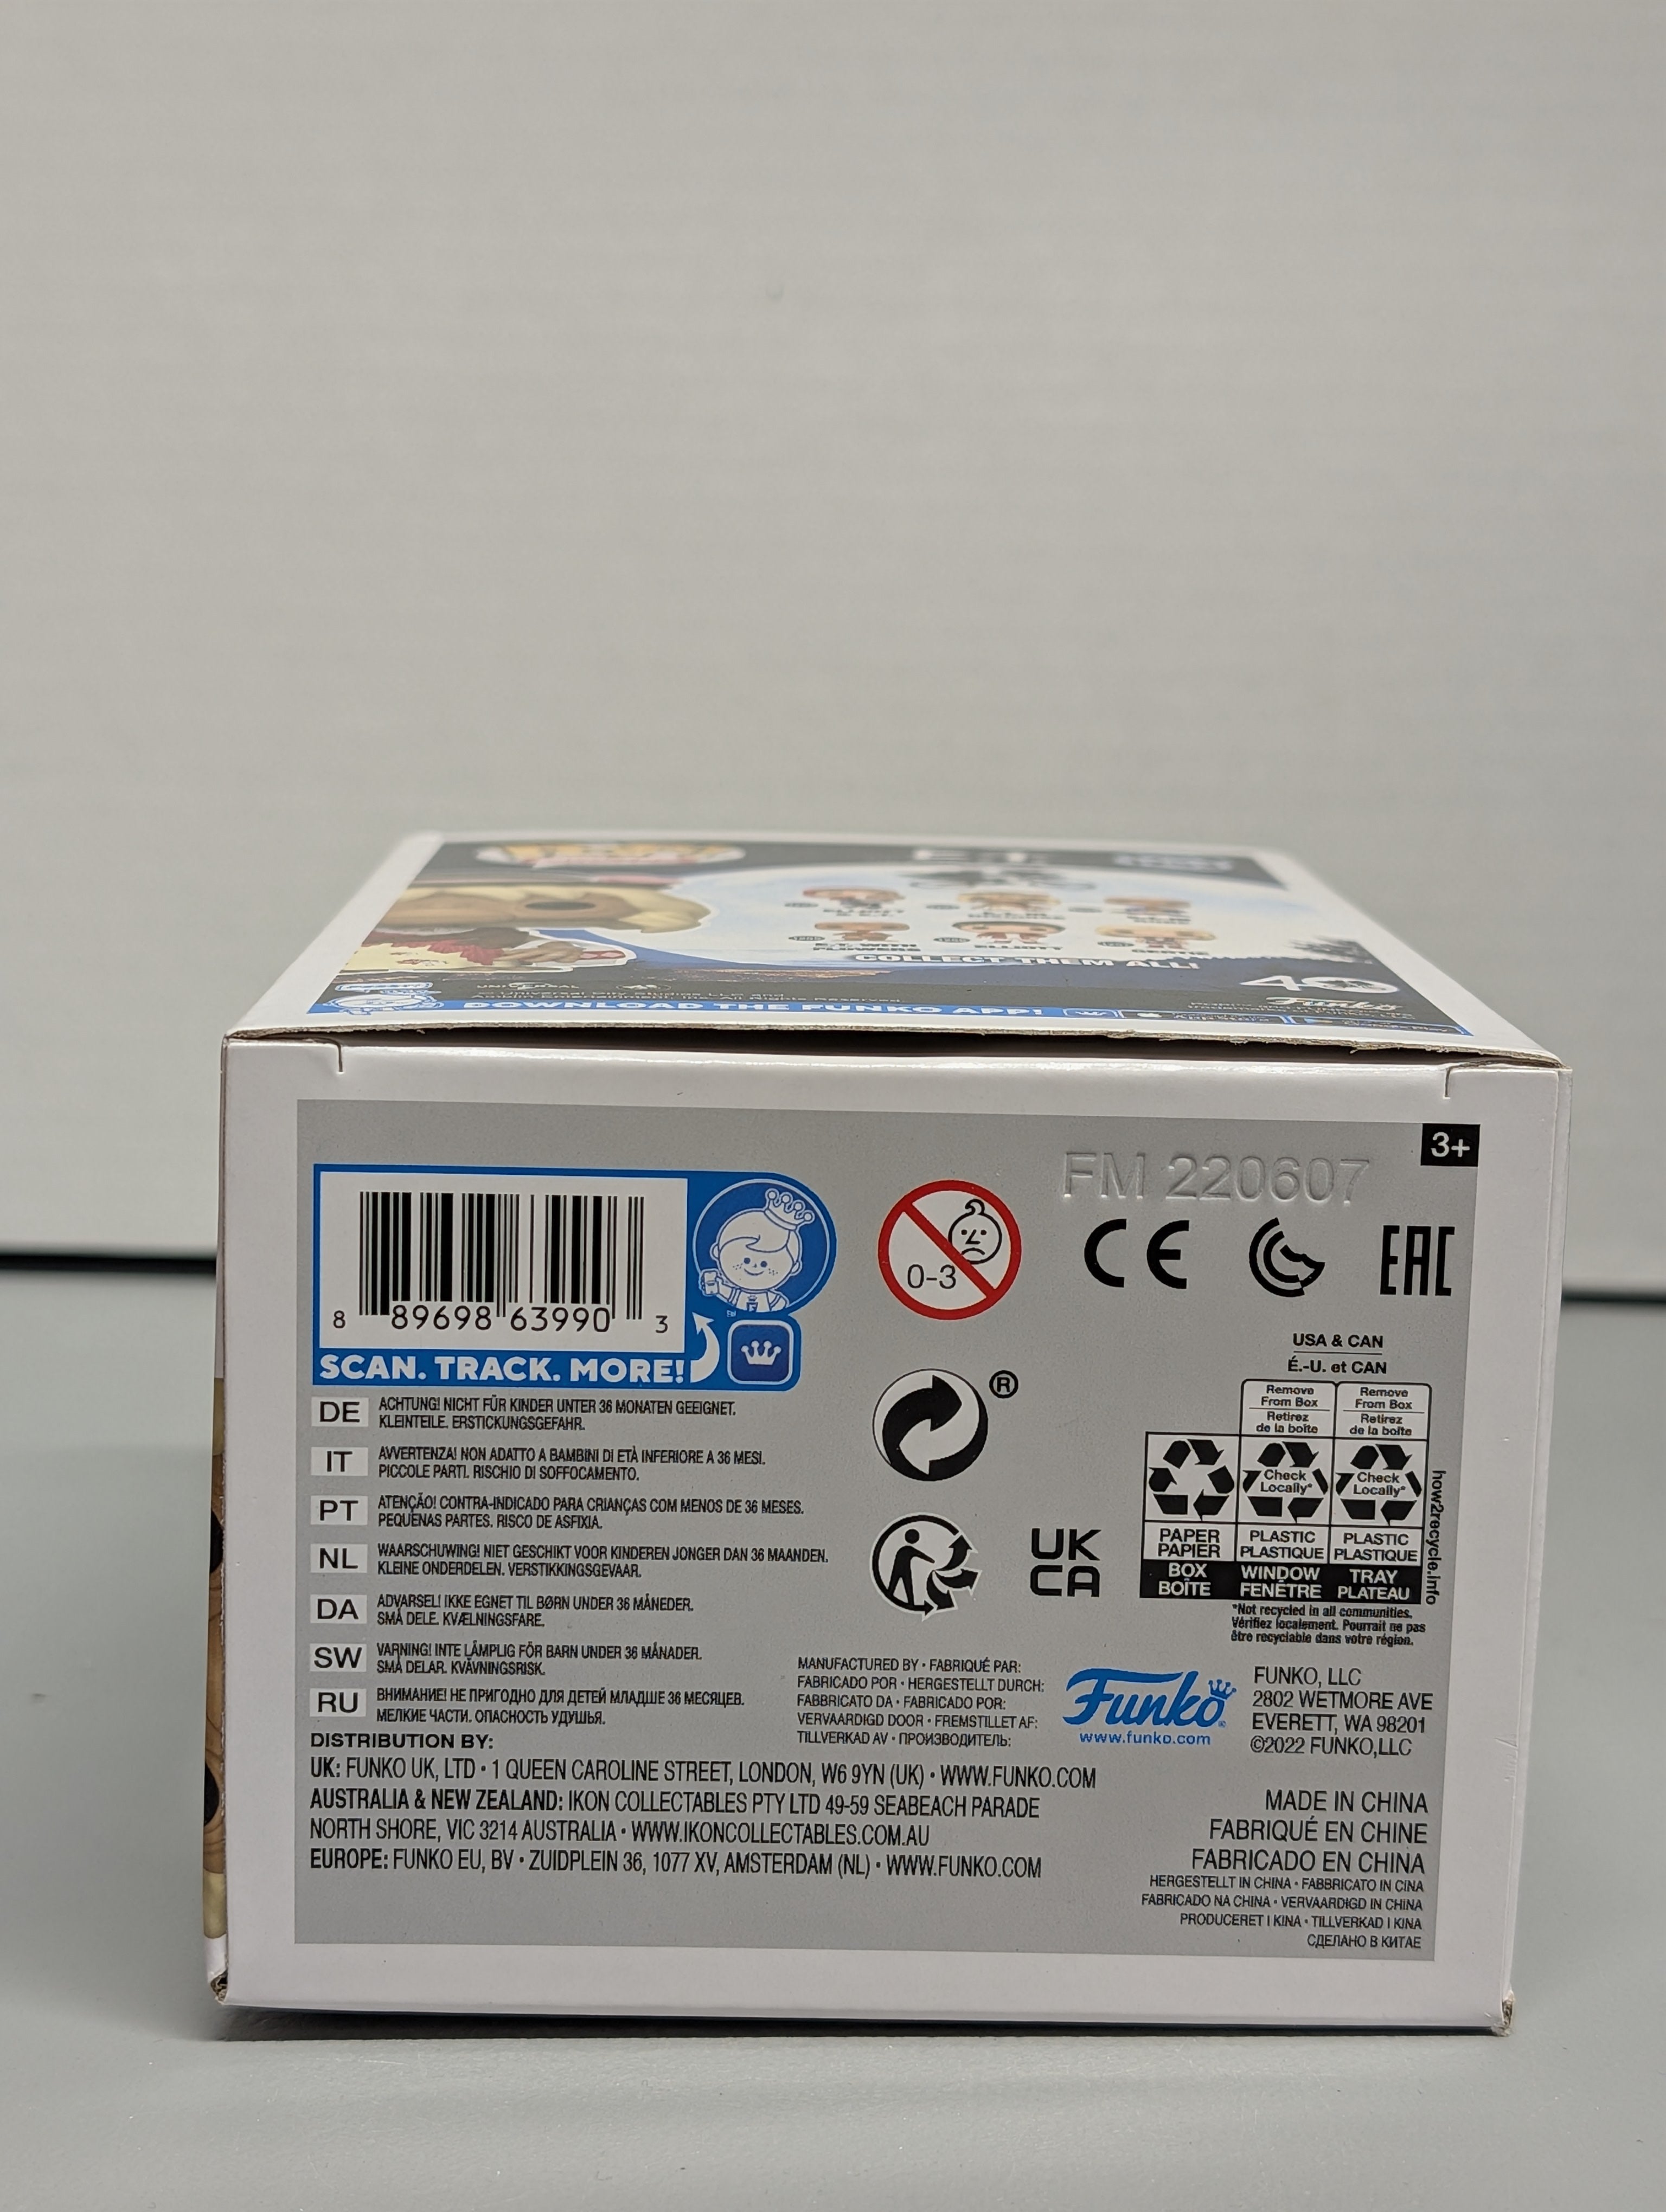 E.T. WITH
FLOWERS
ELLIOTT
GERTIE
COLLECT THEM ALL!
40
Funko
UNIVERSAL
DOWNLOAD THE FUNKO APP!
3+
FM 220607
8 89698 63990 3
SCAN. TRACK. MORE!
0-3
CE
EAC
USA & CAN
É.-U. et CAN
Remove
From Box
Retirez
de la boîte
Remove
From Box
Retirez
de la boîte
Check
Locally*
Check
Locally*
PAPER
PAPIER
PLASTIC
PLASTIQUE
PLASTIC
PLASTIQUE
BOX
BOÎTE
WINDOW
FENÊTRE
TRAY
PLATEAU
how2recycle.info
*Not recycled in all communities.
Vérifiez localement. Pourrait ne pas
être recyclable dans votre région.
®
UK
CA
DE ACHTUNG! NICHT FÜR KINDER UNTER 36 MONATEN GEEIGNET.
KLEINTEILE. ERSTICKUNGSGEFAHR.
IT AVVERTENZA! NON ADATTO A BAMBINI DI ETÀ INFERIORE A 36 MESI.
PICCOLE PARTI. RISCHIO DI SOFFOCAMENTO.
PT ATENÇÃO! CONTRA-INDICADO PARA CRIANÇAS COM MENOS DE 36 MESES.
PEQUENAS PARTES. RISCO DE ASFIXIA.
NL WAARSCHUWING! NIET GESCHIKT VOOR KINDEREN JONGER DAN 36 MAANDEN.
KLEINE ONDERDELEN. VERSTIKKINGSGEVAAR.
DA ADVARSEL! IKKE EGNET TIL BØRN UNDER 36 MÅNEDER.
SMÅ DELE. KVÆLNINGSFARE.
SW VARNING! INTE LÄMPLIG FÖR BARN UNDER 36 MÅNADER.
SMÅ DELAR. KVÄVNINGSRISK.
RU ВНИМАНИЕ! НЕ ПРИГОДНО ДЛЯ ДЕТЕЙ МЛАДШЕ 36 МЕСЯЦЕВ.
МЕЛКИЕ ЧАСТИ. ОПАСНОСТЬ УДУШЬЯ.
MANUFACTURED BY • FABRIQUÉ PAR:
FABRICADO POR • HERGESTELLT DURCH:
FABBRICATO DA • FABRICADO POR:
VERVAARDIGD DOOR • FREMSTILLET AF:
TILLVERKAD AV • ПРОИЗВОДИТЕЛЬ:
Funko
www.funko.com
FUNKO, LLC
2802 WETMORE AVE
EVERETT, WA 98201
©2022 FUNKO,LLC
DISTRIBUTION BY:
UK: FUNKO UK, LTD • 1 QUEEN CAROLINE STREET, LONDON, W6 9YN (UK) • WWW.FUNKO.COM
AUSTRALIA & NEW ZEALAND: IKON COLLECTABLES PTY LTD 49-59 SEABEACH PARADE
NORTH SHORE, VIC 3214 AUSTRALIA • WWW.IKONCOLLECTABLES.COM.AU
EUROPE: FUNKO EU, BV • ZUIDPLEIN 36, 1077 XV, AMSTERDAM (NL) • WWW.FUNKO.COM
MADE IN CHINA
FABRIQUÉ EN CHINE
FABRICADO EN CHINA
HERGESTELLT IN CHINA • FABBRICATO IN CINA
FABRICADO NA CHINA • VERVAARDIGD IN CHINA
PRODUCERET I KINA • TILLVERKAD I KINA
СДЕЛАНО В КИТАЕ